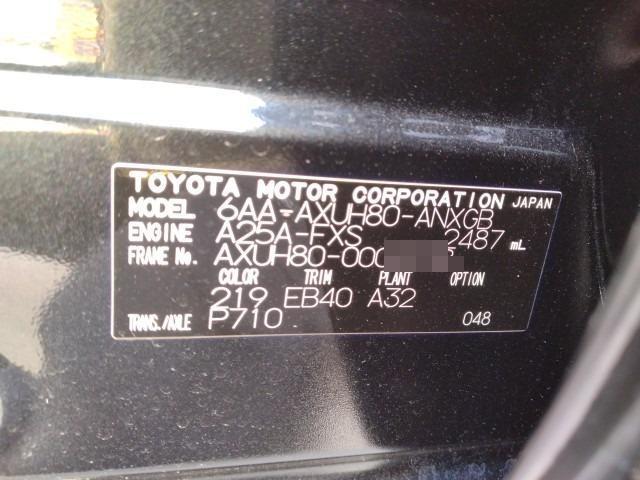 TOYOTA MOTOR CORPORATION JAPAN
MODEL 6AA-AXUH80-ANXGB
ENGINE A25A-FXS 2487 mL
FRAME No. AXUH80-000
COLOR TRIM PLANT OPTION
219 EB40 A32
TRANS./AXLE P710 048